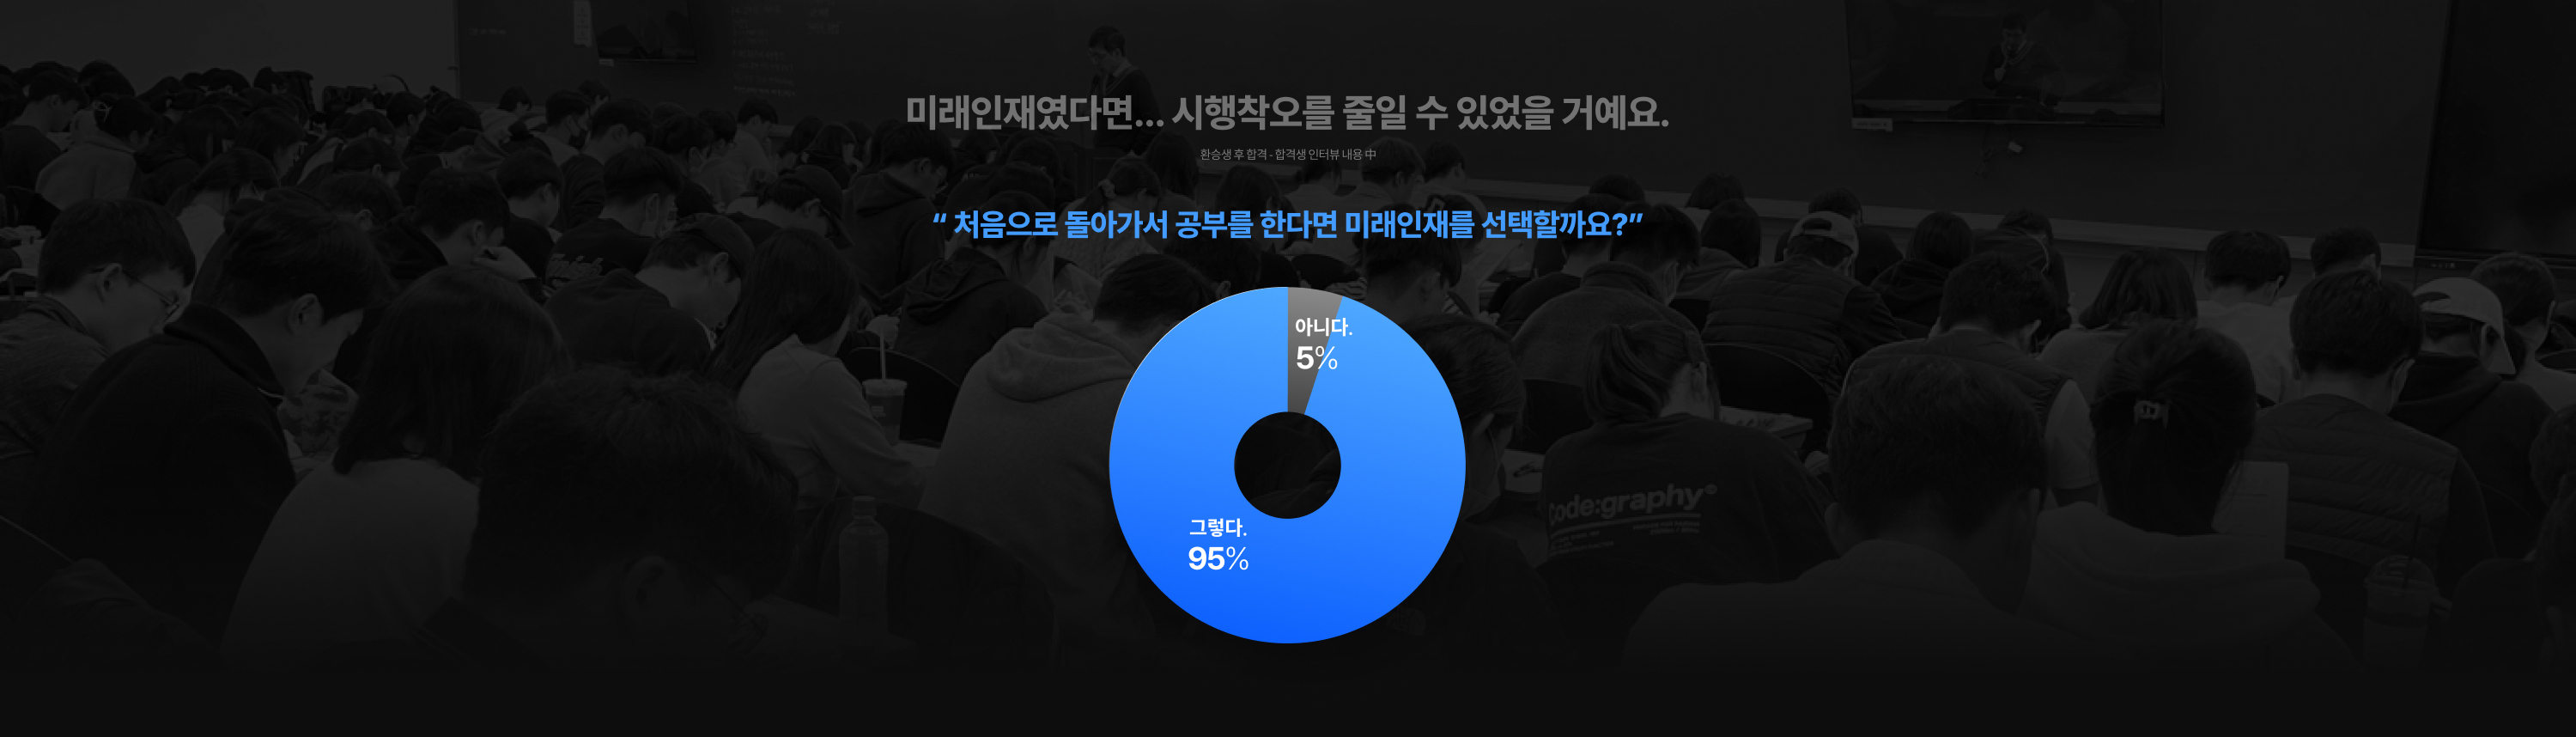 미래인재였다면... 시행착오를 줄일 수 있었을 거예요.
환승생 후 합격 - 합격생 인터뷰 내용 中
“ 처음으로 돌아가서 공부를 한다면 미래인재를 선택할까요?”
아니다.
5%
그렇다.
95%
Code:graphy